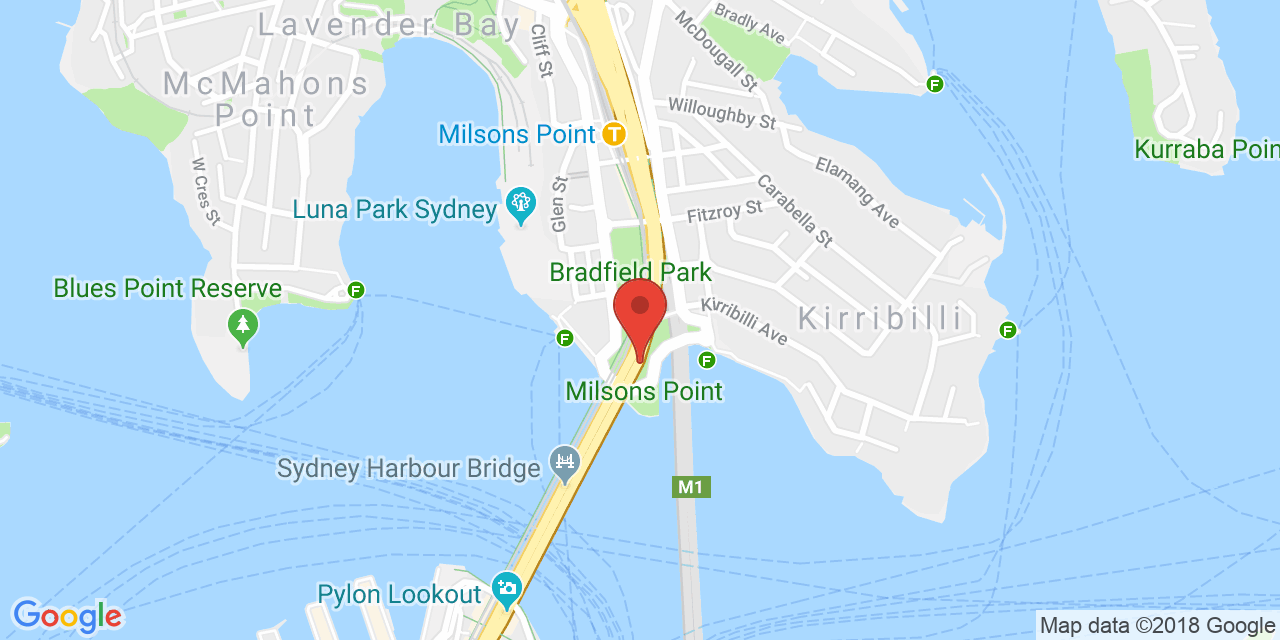 Lavender Bay
Bradly Ave
McDougall St
Cliff St
McMahons
Point
F
Willoughby St
Milsons Point
T
Kurraba Poin
Elamang Ave
W Cres St
Glen St
Carabella St
Luna Park Sydney
Fitzroy St
Bradfield Park
Blues Point Reserve
F
Kirribilli Ave
Kirribilli
F
F
F
Milsons Point
Sydney Harbour Bridge
M1
Pylon Lookout
Google
Map data ©2018 Google